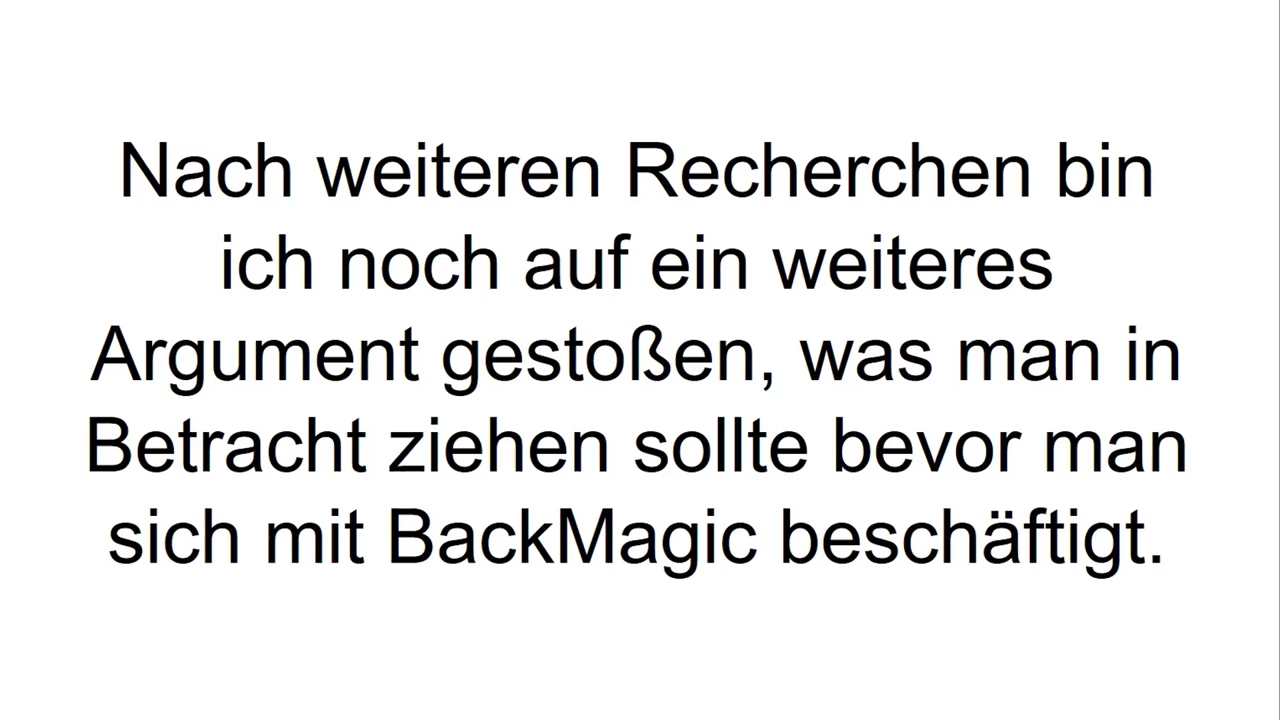 Nach weiteren Recherchen bin
ich noch auf ein weiteres
Argument gestoßen, was man in
Betracht ziehen sollte bevor man
sich mit BackMagic beschäftigt.